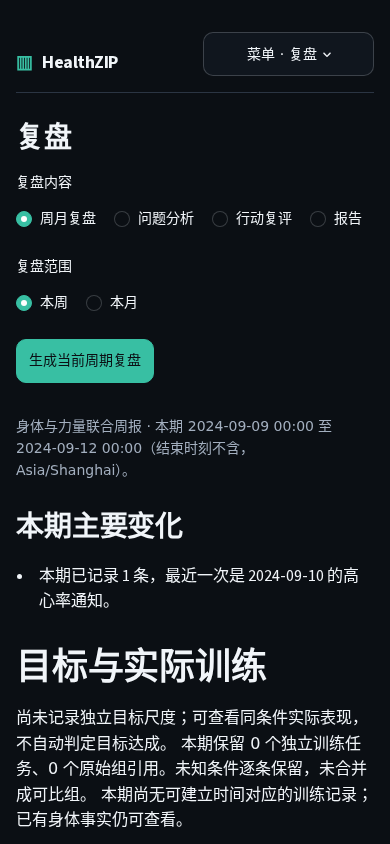 HealthZIP
菜单 · 复盘
复盘
复盘内容
周月复盘 问题分析 行动复评 报告
复盘范围
本周 本月
生成当前周期复盘
身体与力量联合周报 · 本期 2024-09-09 00:00 至
2024-09-12 00:00（结束时刻不含，
Asia/Shanghai）。
本期主要变化
• 本期已记录 1 条，最近一次是 2024-09-10 的高
心率通知。
目标与实际训练
尚未记录独立目标尺度；可查看同条件实际表现，
不自动判定目标达成。 本期保留 0 个独立训练任
务、0 个原始组引用。未知条件逐条保留，未合并
成可比组。 本期尚无可建立时间对应的训练记录；
已有身体事实仍可查看。